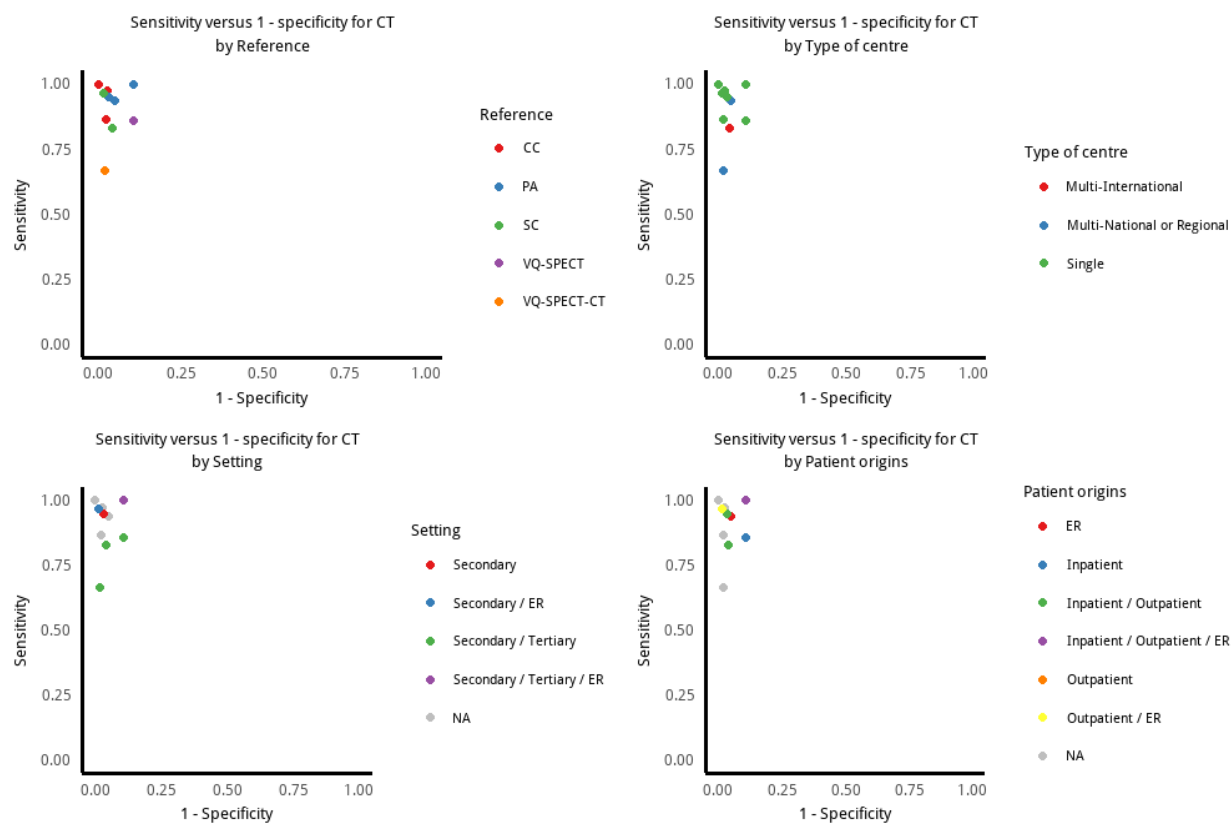 Sensitivity versus 1 - specificity for CT
by Reference
1.00
0.75
0.50
0.25
0.00
Sensitivity
0.00 0.25 0.50 0.75 1.00
1 - Specificity
Reference
CC
PA
SC
VQ-SPECT
VQ-SPECT-CT
Sensitivity versus 1 - specificity for CT
by Type of centre
1.00
0.75
0.50
0.25
0.00
Sensitivity
0.00 0.25 0.50 0.75 1.00
1 - Specificity
Type of centre
Multi-International
Multi-National or Regional
Single
Sensitivity versus 1 - specificity for CT
by Setting
1.00
0.75
0.50
0.25
0.00
Sensitivity
0.00 0.25 0.50 0.75 1.00
1 - Specificity
Setting
Secondary
Secondary / ER
Secondary / Tertiary
Secondary / Tertiary / ER
NA
Sensitivity versus 1 - specificity for CT
by Patient origins
1.00
0.75
0.50
0.25
0.00
Sensitivity
0.00 0.25 0.50 0.75 1.00
1 - Specificity
Patient origins
ER
Inpatient
Inpatient / Outpatient
Inpatient / Outpatient / ER
Outpatient
Outpatient / ER
NA